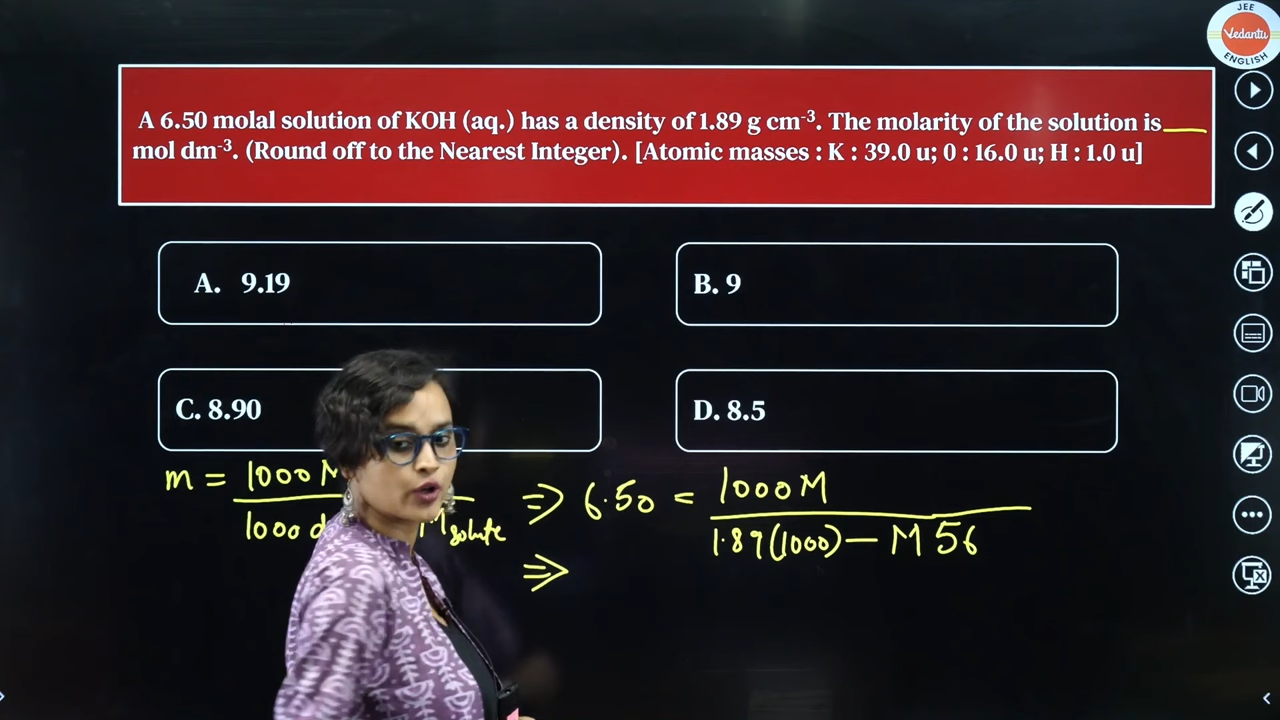 JEE
Vedantu
ENGLISH
A 6.50 molal solution of KOH (aq.) has a density of 1.89 g cm⁻³. The molarity of the solution is
mol dm⁻³. (Round off to the Nearest Integer). [Atomic masses : K : 39.0 u; 0 : 16.0 u; H : 1.0 u]
A. 9.19
B. 9
C. 8.90
D. 8.5
m = 1000 M
1000 d
M solute
⇒ 6.50 = 1000M
1.89(1000) − M 56
⇒